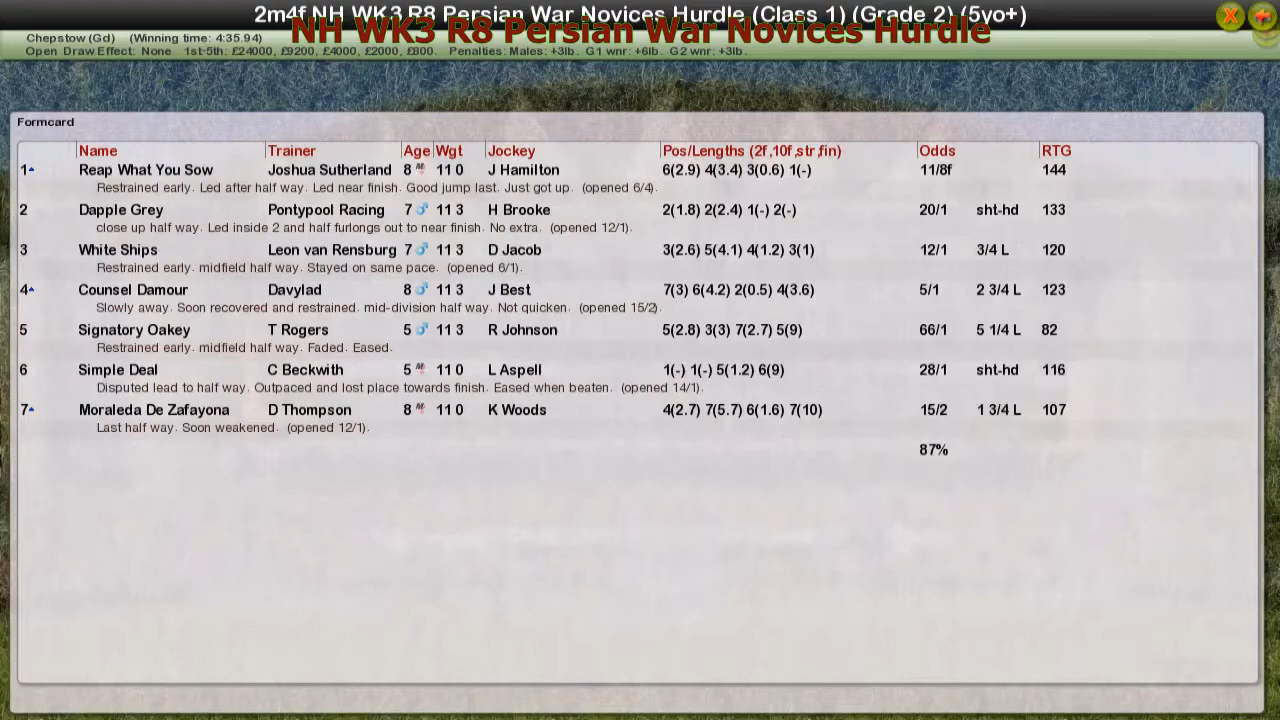 2m4f NH WK3 R8 Persian War Novices Hurdle (Class 1) (Grade 2) (5yo+)
NH WK3 R8 Persian War Novices Hurdle
Chepstow (Gd) (Winning time: 4:35.94)
Open Draw Effect: None 1st-5th: £24000, £9200, £4000, £2000, £800. Penalties: Males: +3lb. G1 wnr: +6lb. G2 wnr: +3lb.
Formcard
Name Trainer Age Wgt Jockey Pos/Lengths (2f,10f,str,fin) Odds RTG
1 Reap What You Sow Joshua Sutherland 8 11 0 J Hamilton 6(2.9) 4(3.4) 3(0.6) 1(-) 11/8f 144
Restrained early. Led after half way. Led near finish. Good jump last. Just got up. (opened 6/4).
2 Dapple Grey Pontypool Racing 7 11 3 H Brooke 2(1.8) 2(2.4) 1(-) 2(-) 20/1 sht-hd 133
close up half way. Led inside 2 and half furlongs out to near finish. No extra. (opened 12/1).
3 White Ships Leon van Rensburg 7 11 3 D Jacob 3(2.6) 5(4.1) 4(1.2) 3(1) 12/1 3/4 L 120
Restrained early. midfield half way. Stayed on same pace. (opened 6/1).
4 Counsel Damour Davylad 8 11 3 J Best 7(3) 6(4.2) 2(0.5) 4(3.6) 5/1 2 3/4 L 123
Slowly away. Soon recovered and restrained. mid-division half way. Not quicken. (opened 15/2).
5 Signatory Oakey T Rogers 5 11 3 R Johnson 5(2.8) 3(3) 7(2.7) 5(9) 66/1 5 1/4 L 82
Restrained early. midfield half way. Faded. Eased.
6 Simple Deal C Beckwith 5 11 0 L Aspell 1(-) 1(-) 5(1.2) 6(9) 28/1 sht-hd 116
Disputed lead to half way. Outpaced and lost place towards finish. Eased when beaten. (opened 14/1).
7 Moraleda De Zafayona D Thompson 8 11 0 K Woods 4(2.7) 7(5.7) 6(1.6) 7(10) 15/2 1 3/4 L 107
Last half way. Soon weakened. (opened 12/1).
87%